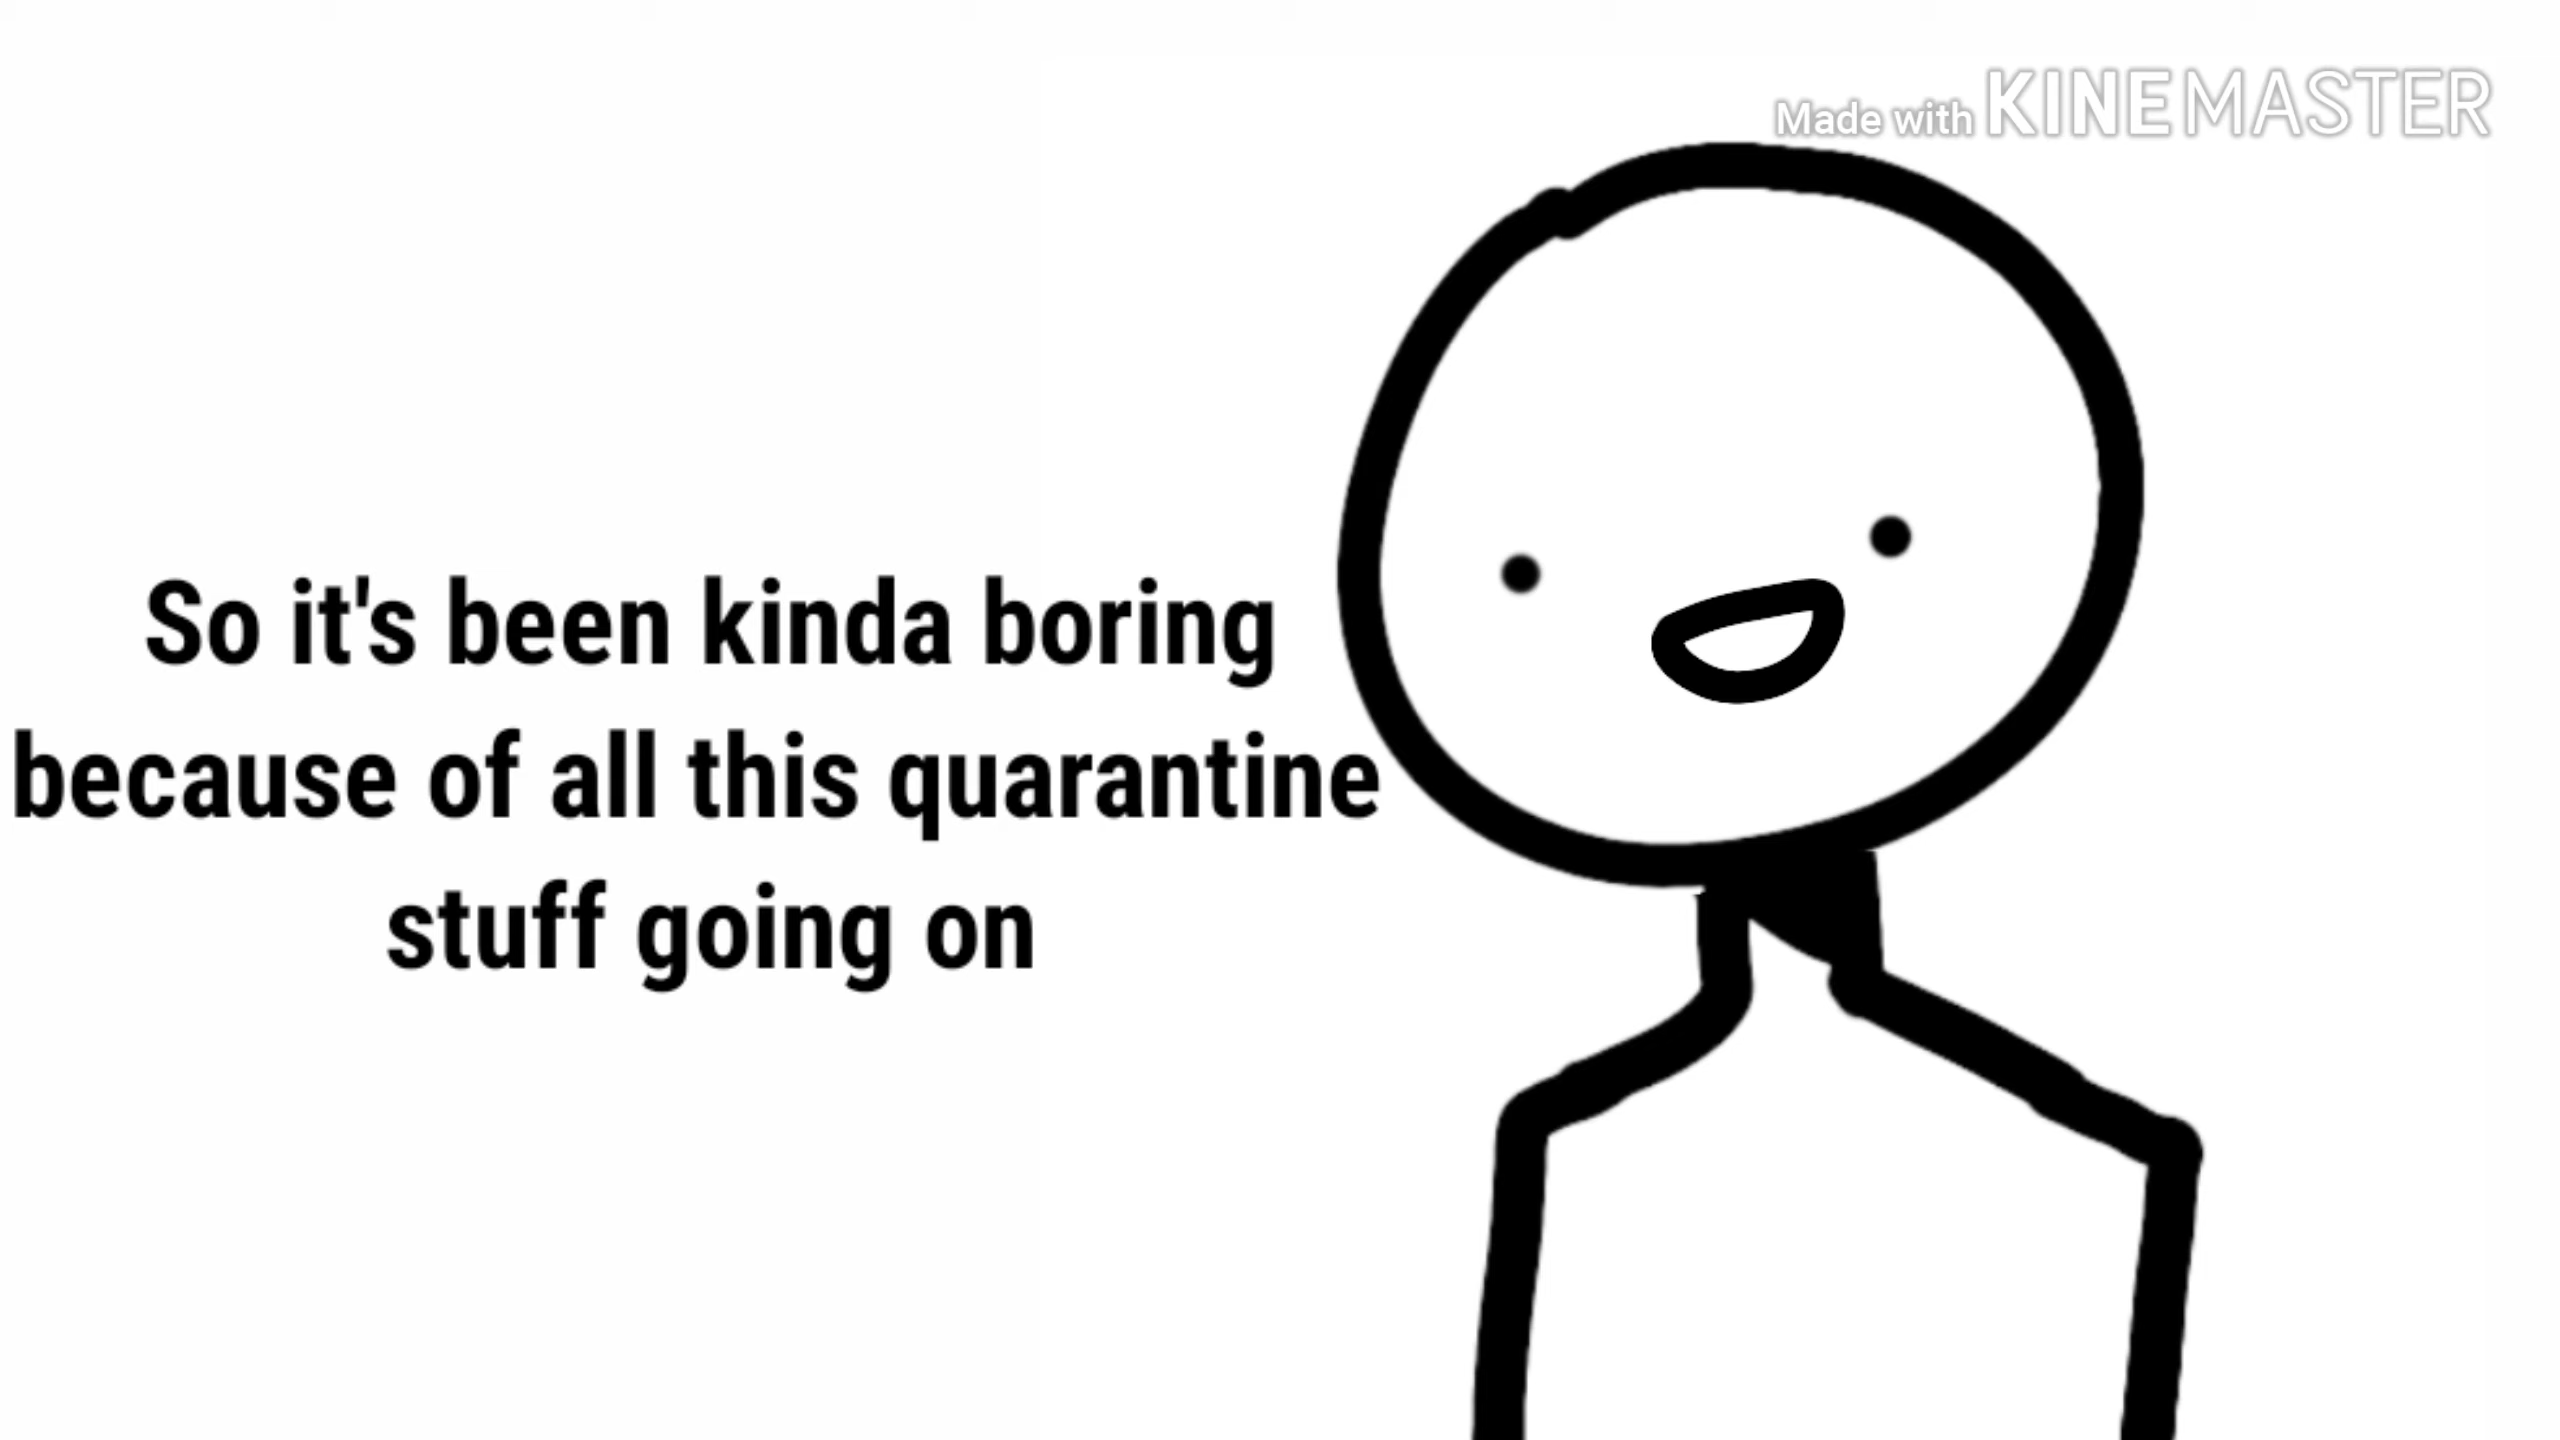 Made with KINEMASTER
So it's been kinda boring
because of all this quarantine
stuff going on